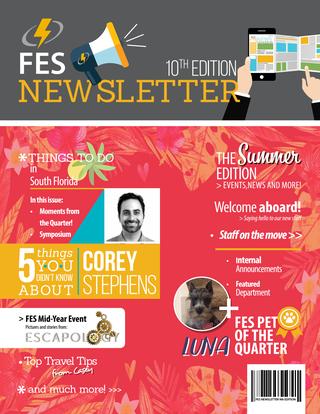 FES
10TH EDITION
NEWSLETTER
* THINGS TO DO
in
South Florida
In this issue:
• Moments from
the Quarter!
Symposium
5 things
YOU
DIDN'T KNOW
ABOUT
COREY
STEPHENS
> FES Mid-Year Event
Pictures and stories from:
ESCAPOLOGY
• Top Travel Tips
from Casey
* and much more! >>>
THE Summer
EDITION
> EVENTS, NEWS AND MORE!
Welcome aboard!
> Saying hello to our new staff
• Staff on the move >>
• Internal
Announcements
• Featured
Department
+
FES PET
OF THE
QUARTER
LUNA